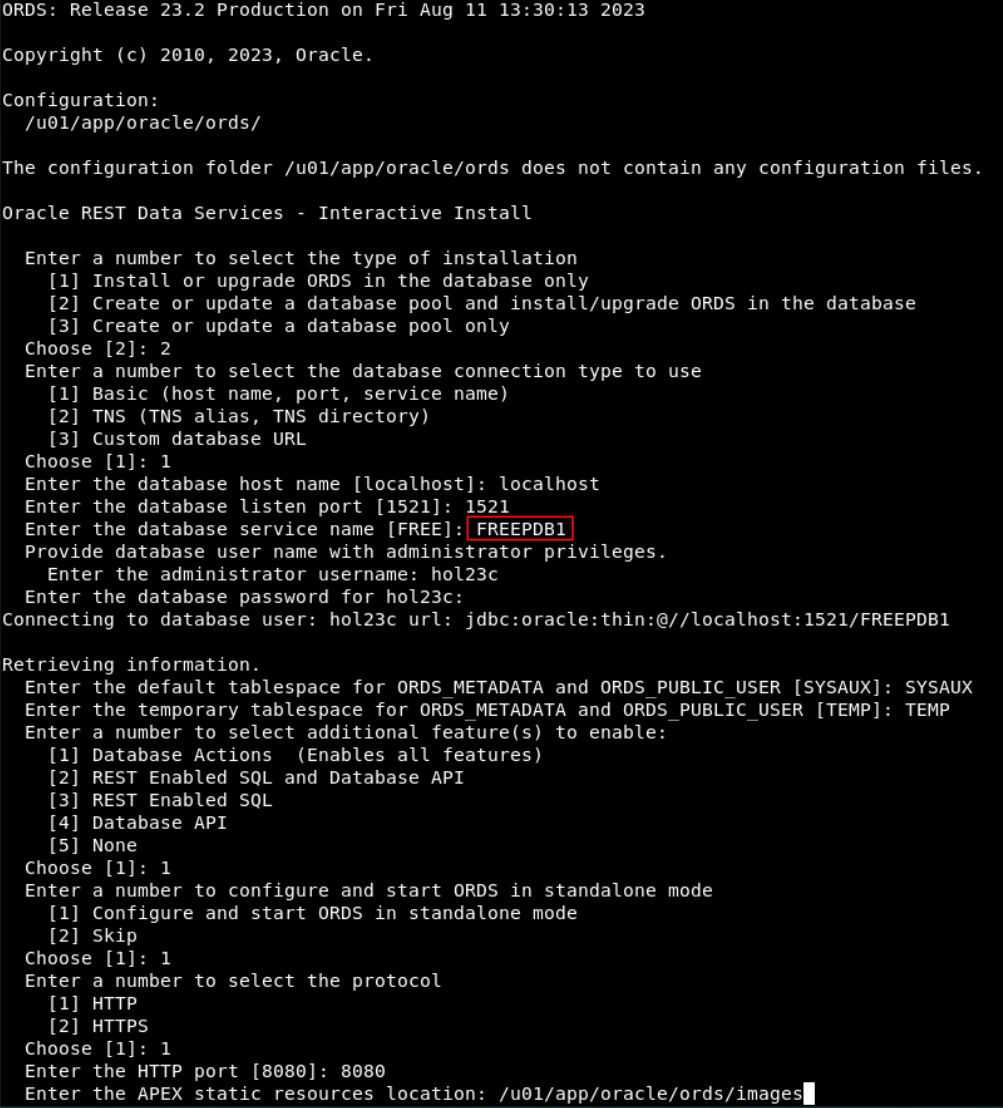 ORDS: Release 23.2 Production on Fri Aug 11 13:30:13 2023
Copyright (c) 2010, 2023, Oracle.
Configuration:
/u01/app/oracle/ords/
The configuration folder /u01/app/oracle/ords does not contain any configuration files.
Oracle REST Data Services - Interactive Install
Enter a number to select the type of installation
[1] Install or upgrade ORDS in the database only
[2] Create or update a database pool and install/upgrade ORDS in the database
[3] Create or update a database pool only
Choose [2]: 2
Enter a number to select the database connection type to use
[1] Basic (host name, port, service name)
[2] TNS (TNS alias, TNS directory)
[3] Custom database URL
Choose [1]: 1
Enter the database host name [localhost]: localhost
Enter the database listen port [1521]: 1521
Enter the database service name [FREE]: FREEPDB1
Provide database user name with administrator privileges.
Enter the administrator username: hol23c
Enter the database password for hol23c:
Connecting to database user: hol23c url: jdbc:oracle:thin:@//localhost:1521/FREEPDB1
Retrieving information.
Enter the default tablespace for ORDS_METADATA and ORDS_PUBLIC_USER [SYSAUX]: SYSAUX
Enter the temporary tablespace for ORDS_METADATA and ORDS_PUBLIC_USER [TEMP]: TEMP
Enter a number to select additional feature(s) to enable:
[1] Database Actions  (Enables all features)
[2] REST Enabled SQL and Database API
[3] REST Enabled SQL
[4] Database API
[5] None
Choose [1]: 1
Enter a number to configure and start ORDS in standalone mode
[1] Configure and start ORDS in standalone mode
[2] Skip
Choose [1]: 1
Enter a number to select the protocol
[1] HTTP
[2] HTTPS
Choose [1]: 1
Enter the HTTP port [8080]: 8080
Enter the APEX static resources location: /u01/app/oracle/ords/images